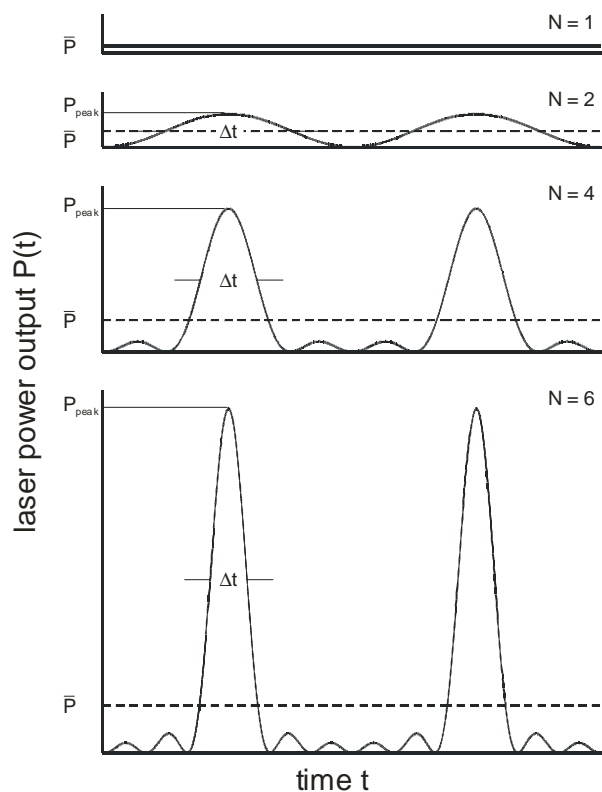 N = 1
P̅
N = 2
P_peak
Δt
P̅
N = 4
P_peak
Δt
P̅
N = 6
P_peak
Δt
P̅
laser power output P(t)
time t